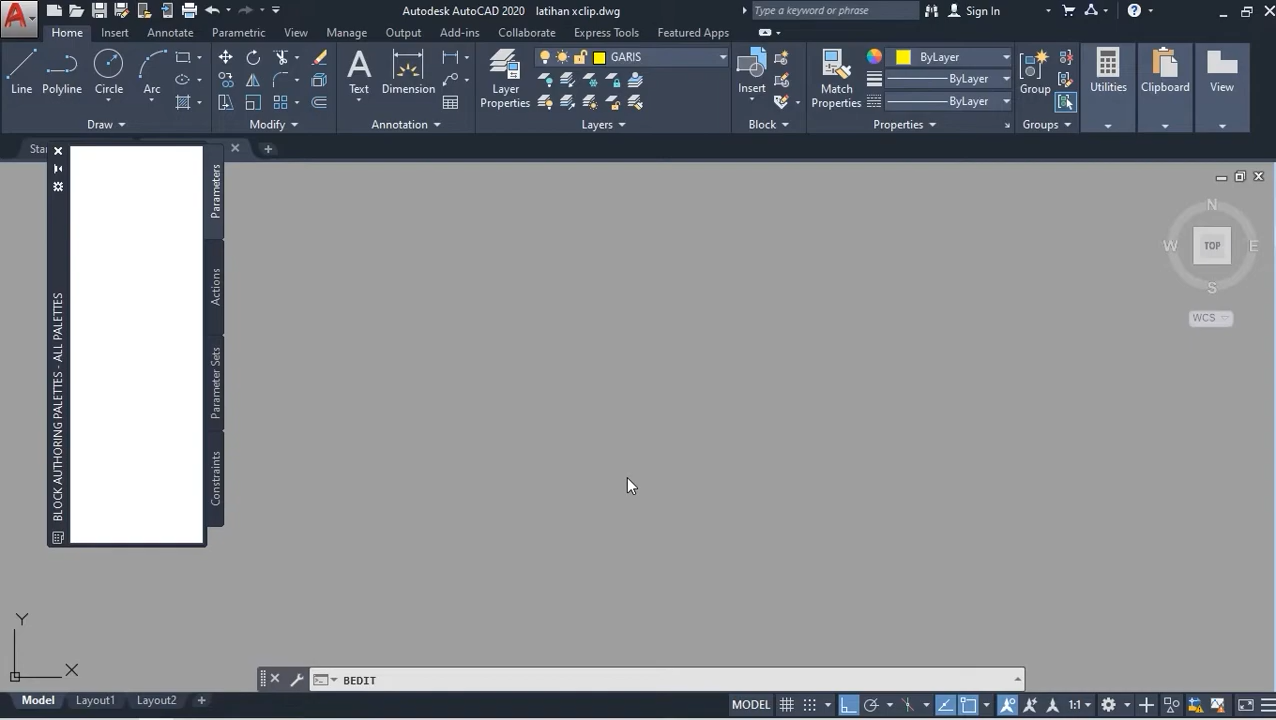 Autodesk AutoCAD 2020 latihan xclip.dwg
Type a keyword or phrase
Sign In
Home Insert Annotate Parametric View Manage Output Add-ins Collaborate Express Tools Featured Apps
GARIS
ByLayer
ByLayer
ByLayer
Line Polyline Circle Arc Text Dimension Layer Properties Insert Match Properties Group Utilities Clipboard View
Draw Modify Annotation Layers Block Properties Groups
Star
Parameters
Actions
Parameter Sets
Constraints
BLOCK AUTHORING PALETTES - ALL PALETTES
N
W TOP E
S
WCS
Y
X
BEDIT
Model Layout1 Layout2
MODEL
1:1